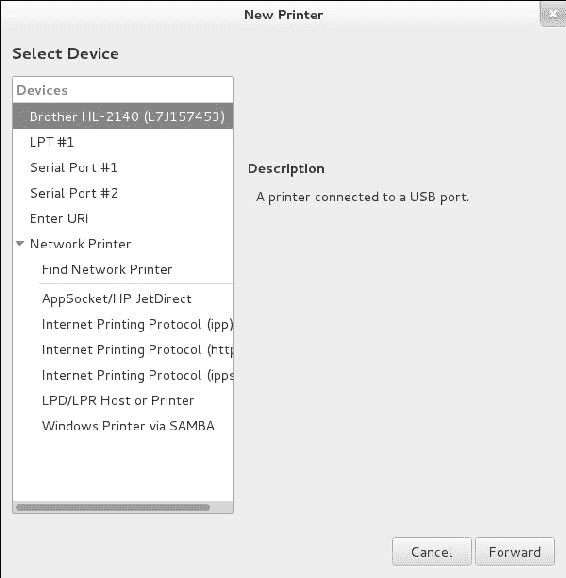 New Printer
Select Device
Devices
Brother HL-2140 (L7J157453)
LPT #1
Serial Port #1
Serial Port #2
Enter URI
Network Printer
Find Network Printer
AppSocket/HP JetDirect
Internet Printing Protocol (ipp)
Internet Printing Protocol (http
Internet Printing Protocol (ipps
LPD/LPR Host or Printer
Windows Printer via SAMBA
Description
A printer connected to a USB port.
Cancel
Forward